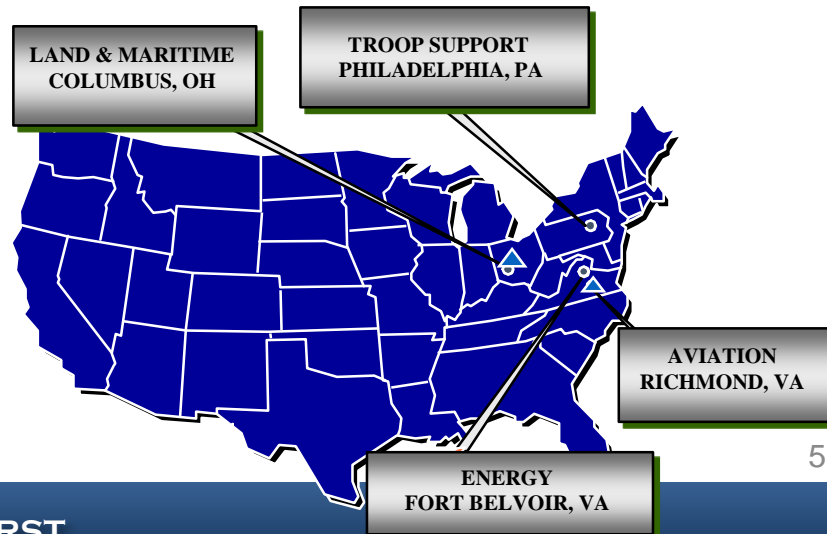 LAND & MARITIME
COLUMBUS, OH
TROOP SUPPORT
PHILADELPHIA, PA
AVIATION
RICHMOND, VA
5
ENERGY
FORT BELVOIR, VA